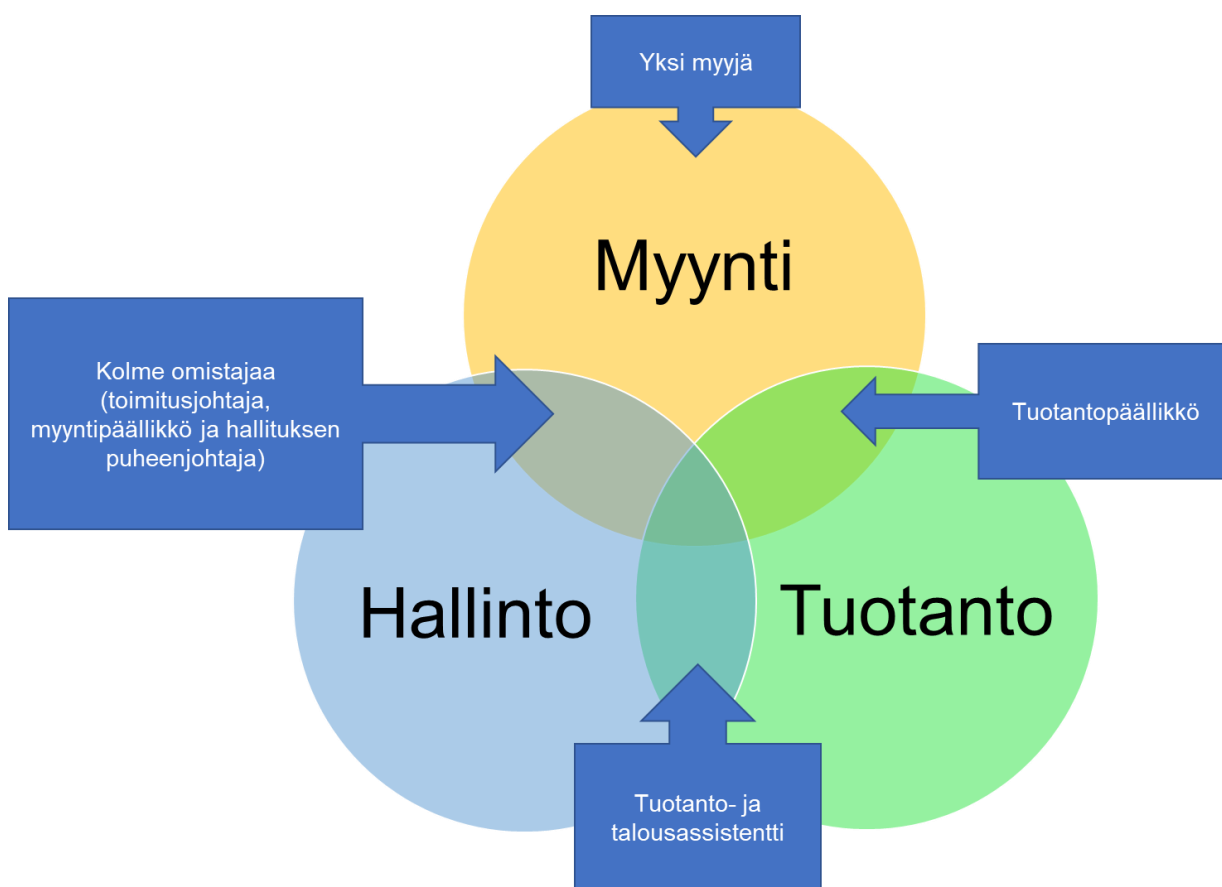 Yksi myyjä
Myynti
Kolme omistajaa
(toimitusjohtaja,
myyntipäällikkö ja hallituksen
puheenjohtaja)
Tuotantopäällikkö
Hallinto
Tuotanto
Tuotanto- ja
talousassistentti